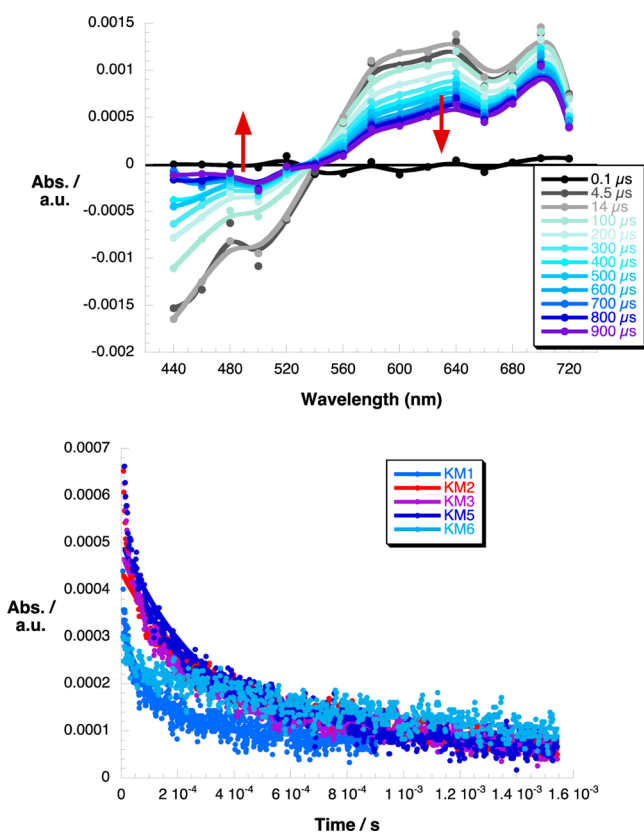 0.0015
0.001
0.0005
0
-0.0005
-0.001
-0.0015
-0.002
Abs. /
a.u.
440 480 520 560 600 640 680 720
Wavelength (nm)
0.1 µs
4.5 µs
14 µs
100 µs
200 µs
300 µs
400 µs
500 µs
600 µs
700 µs
800 µs
900 µs
0.0007
0.0006
0.0005
0.0004
0.0003
0.0002
0.0001
0
Abs. /
a.u.
KM1
KM2
KM3
KM5
KM6
0 2 10⁻⁴ 4 10⁻⁴ 6 10⁻⁴ 8 10⁻⁴ 1 10⁻³ 1.2 10⁻³ 1.4 10⁻³ 1.6 10⁻³
Time / s